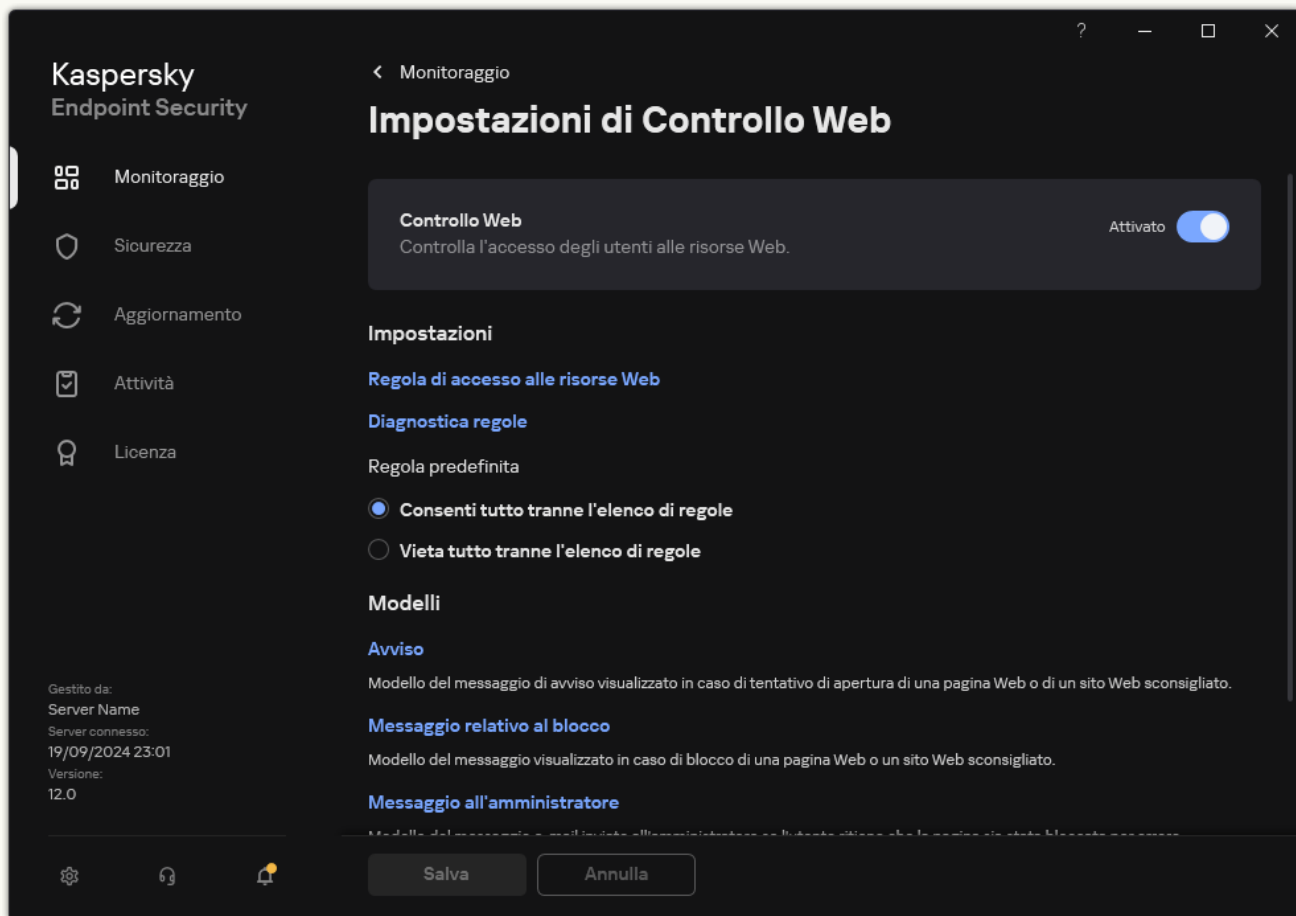 ?
Kaspersky
Endpoint Security
Monitoraggio
Sicurezza
Aggiornamento
Attività
Licenza
Gestito da:
Server Name
Server connesso:
19/09/2024 23:01
Versione:
12.0
Monitoraggio
Impostazioni di Controllo Web
Controllo Web
Controlla l'accesso degli utenti alle risorse Web.
Attivato
Impostazioni
Regola di accesso alle risorse Web
Diagnostica regole
Regola predefinita
Consenti tutto tranne l'elenco di regole
Vieta tutto tranne l'elenco di regole
Modelli
Avviso
Modello del messaggio di avviso visualizzato in caso di tentativo di apertura di una pagina Web o di un sito Web sconsigliato.
Messaggio relativo al blocco
Modello del messaggio visualizzato in caso di blocco di una pagina Web o un sito Web sconsigliato.
Messaggio all'amministratore
Salva
Annulla